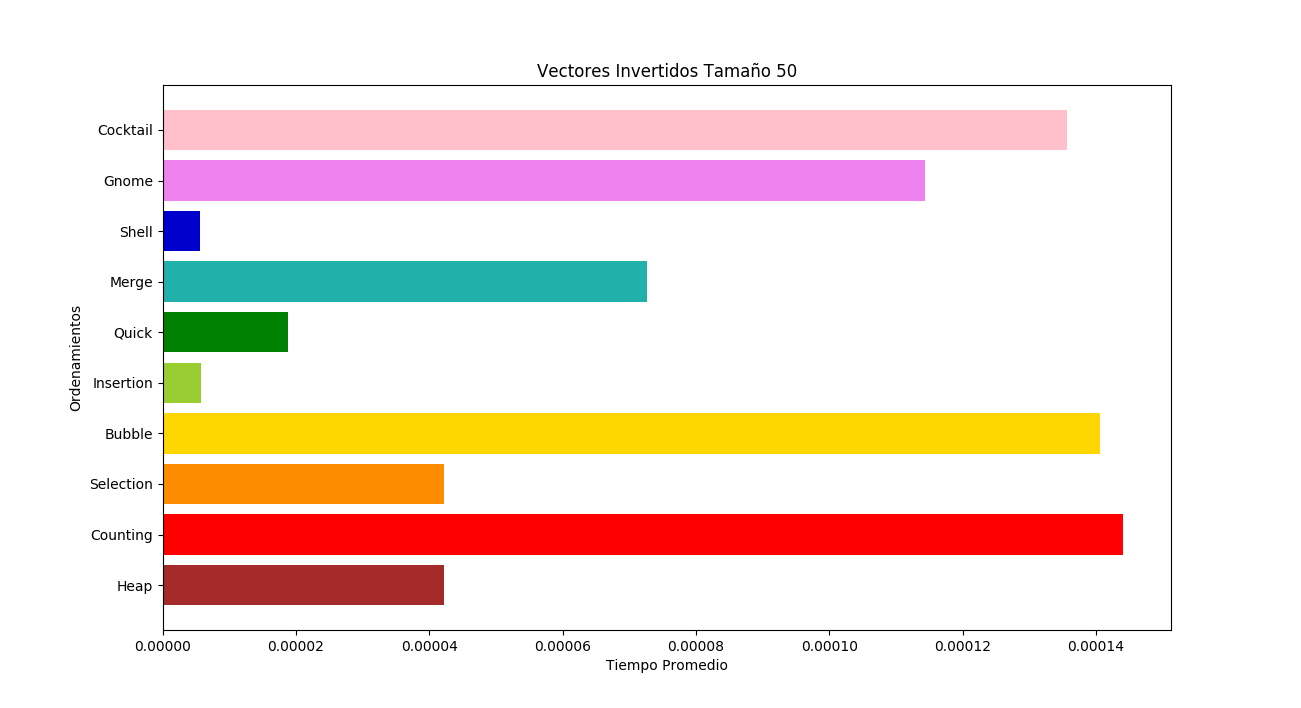 Vectores Invertidos Tamaño 50
Cocktail
Gnome
Shell
Merge
Quick
Insertion
Bubble
Selection
Counting
Heap
Ordenamientos
0.00000 0.00002 0.00004 0.00006 0.00008 0.00010 0.00012 0.00014
Tiempo Promedio